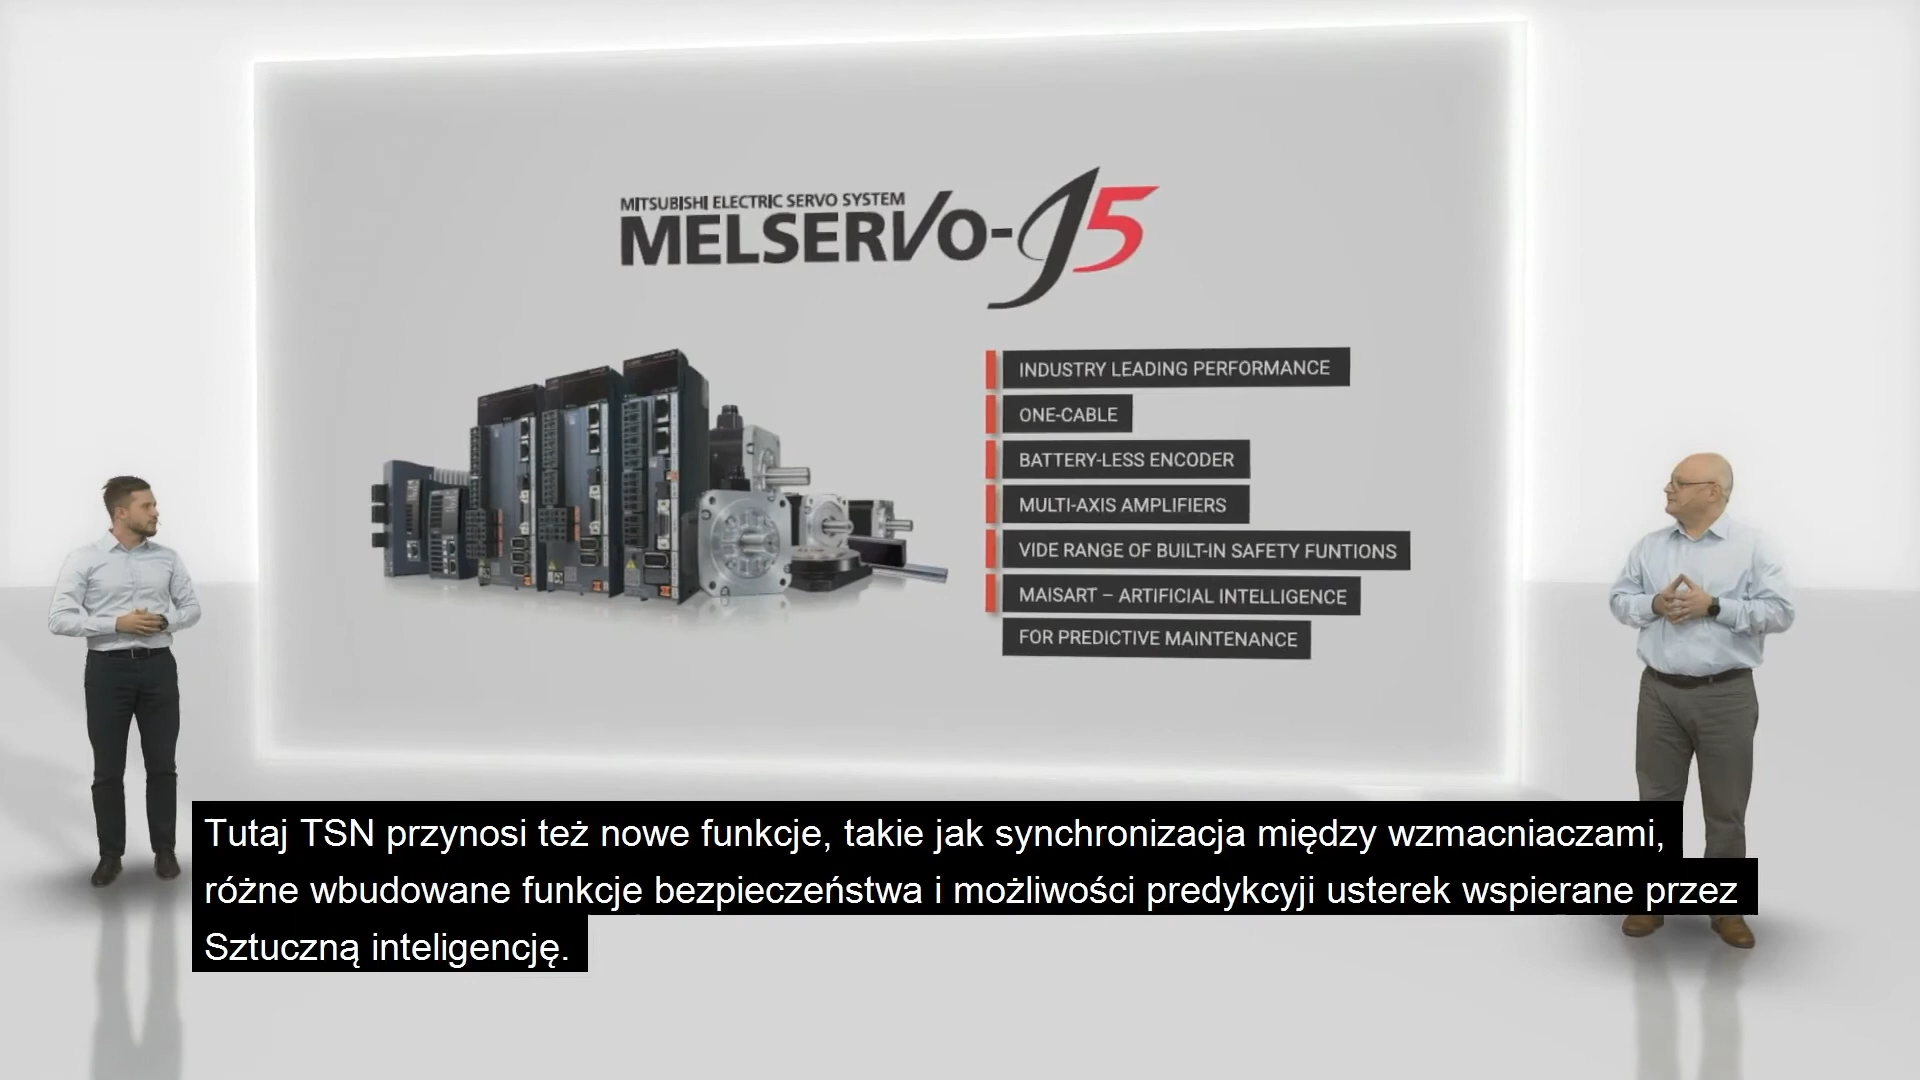 MITSUBISHI ELECTRIC SERVO SYSTEM
MELSERVO-J5
INDUSTRY LEADING PERFORMANCE
ONE-CABLE
BATTERY-LESS ENCODER
MULTI-AXIS AMPLIFIERS
VIDE RANGE OF BUILT-IN SAFETY FUNTIONS
MAISART – ARTIFICIAL INTELLIGENCE
FOR PREDICTIVE MAINTENANCE
Tutaj TSN przynosi też nowe funkcje, takie jak synchronizacja między wzmacniaczami,
różne wbudowane funkcje bezpieczeństwa i możliwości predykcyji usterek wspierane przez
Sztuczną inteligencję.